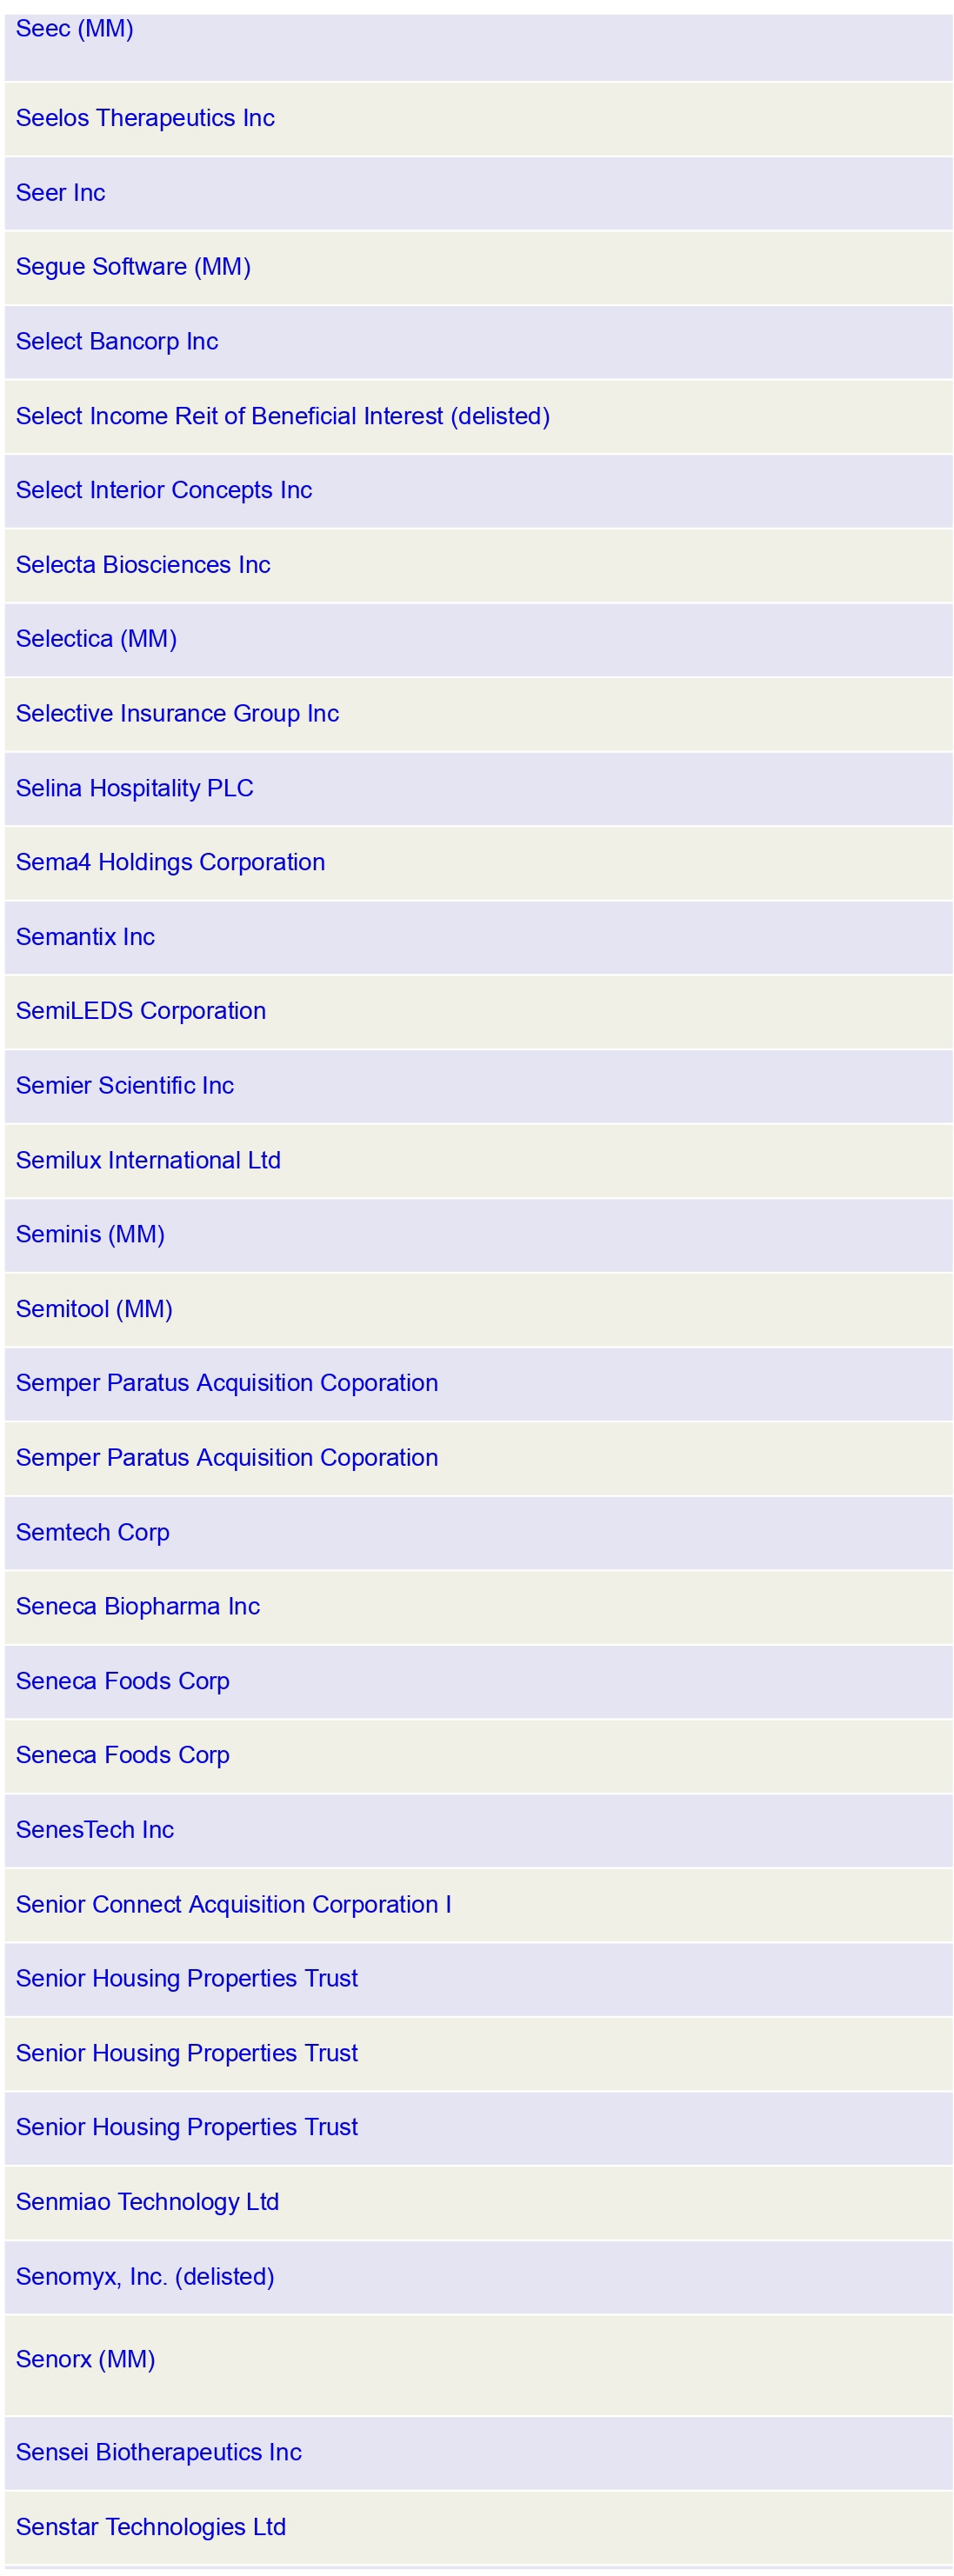 Seec (MM)
Seelos Therapeutics Inc
Seer Inc
Segue Software (MM)
Select Bancorp Inc
Select Income Reit of Beneficial Interest (delisted)
Select Interior Concepts Inc
Selecta Biosciences Inc
Selectica (MM)
Selective Insurance Group Inc
Selina Hospitality PLC
Sema4 Holdings Corporation
Semantix Inc
SemiLEDS Corporation
Semier Scientific Inc
Semilux International Ltd
Seminis (MM)
Semitool (MM)
Semper Paratus Acquisition Coporation
Semper Paratus Acquisition Coporation
Semtech Corp
Seneca Biopharma Inc
Seneca Foods Corp
Seneca Foods Corp
SenesTech Inc
Senior Connect Acquisition Corporation I
Senior Housing Properties Trust
Senior Housing Properties Trust
Senior Housing Properties Trust
Senmiao Technology Ltd
Senomyx, Inc. (delisted)
Senorx (MM)
Sensei Biotherapeutics Inc
Senstar Technologies Ltd